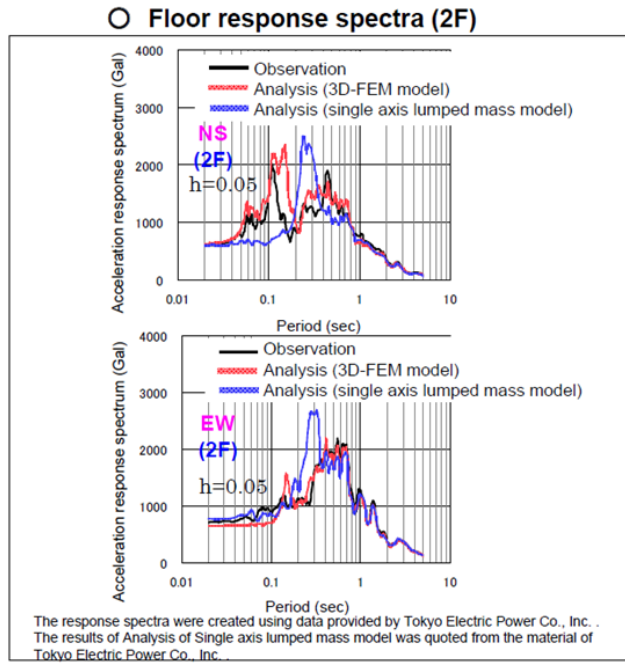 ○ Floor response spectra (2F)
Acceleration response spectrum (Gal)
4000
3000
2000
1000
0
Observation
Analysis (3D-FEM model)
Analysis (single axis lumped mass model)
NS
(2F)
h=0.05
0.01 0.1 1 10
Period (sec)
Acceleration response spectrum (Gal)
4000
3000
2000
1000
0
Observation
Analysis (3D-FEM model)
Analysis (single axis lumped mass model)
EW
(2F)
h=0.05
0.01 0.1 1 10
Period (sec)
The response spectra were created using data provided by Tokyo Electric Power Co., Inc. .
The results of Analysis of Single axis lumped mass model was quoted from the material of
Tokyo Electric Power Co., Inc. .